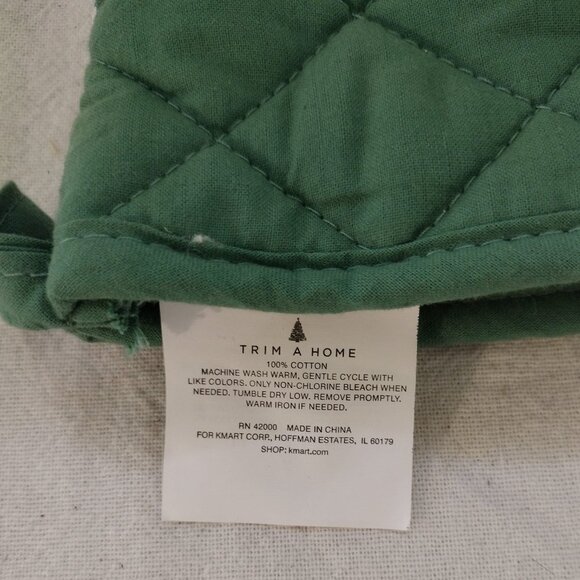 TRIM A HOME
100% COTTON
MACHINE WASH WARM, GENTLE CYCLE WITH
LIKE COLORS. ONLY NON-CHLORINE BLEACH WHEN
NEEDED. TUMBLE DRY LOW. REMOVE PROMPTLY.
WARM IRON IF NEEDED.
RN 42000 MADE IN CHINA
FOR KMART CORP., HOFFMAN ESTATES, IL 60179
SHOP: kmart.com